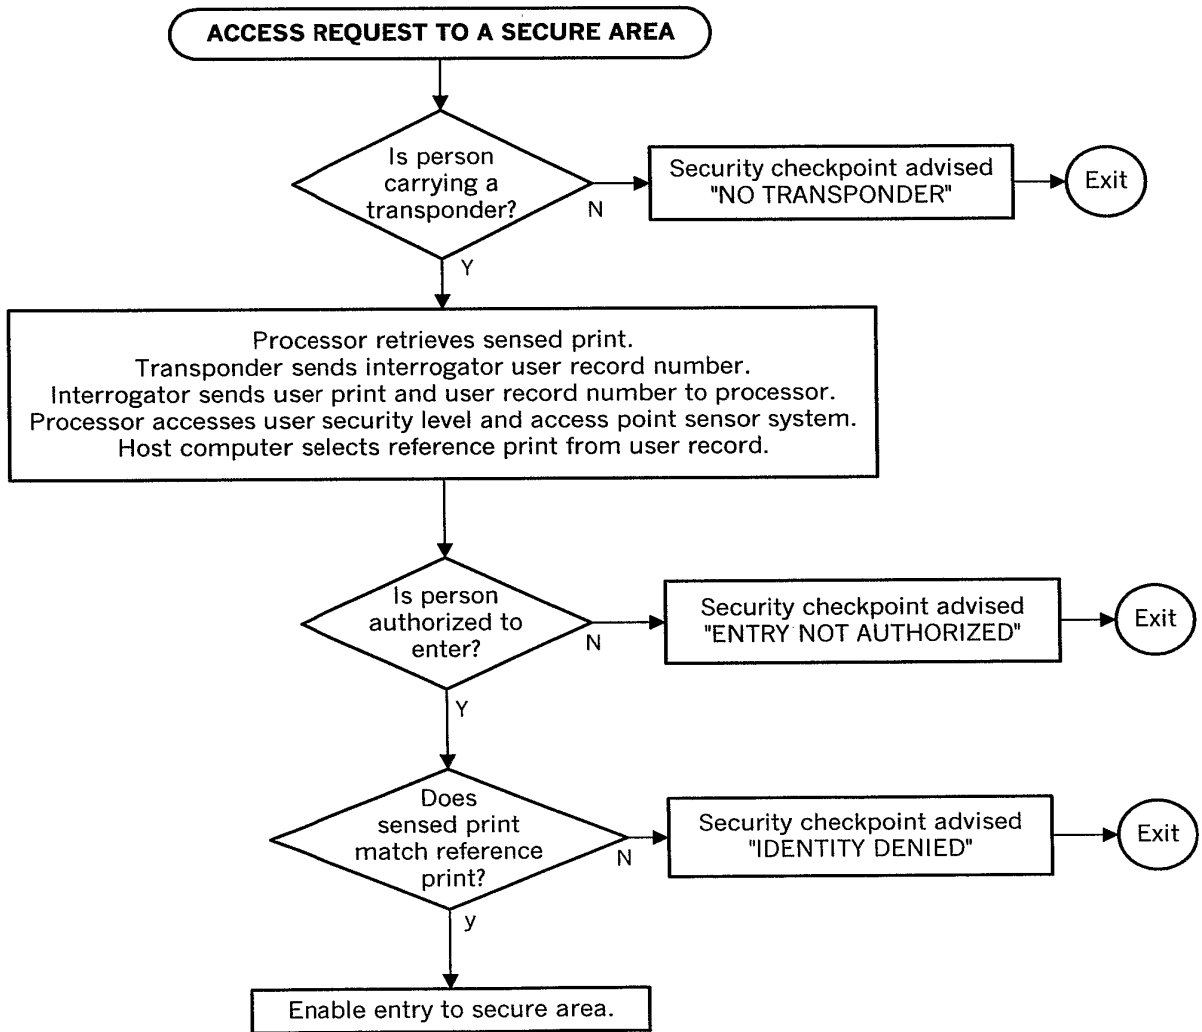 ACCESS REQUEST TO A SECURE AREA
Is person
carrying a
transponder?
N
Security checkpoint advised
"NO TRANSPONDER"
Exit
Y
Processor retrieves sensed print.
Transponder sends interrogator user record number.
Interrogator sends user print and user record number to processor.
Processor accesses user security level and access point sensor system.
Host computer selects reference print from user record.
Is person
authorized to
enter?
N
Security checkpoint advised
"ENTRY NOT AUTHORIZED"
Exit
Y
Does
sensed print
match reference
print?
N
Security checkpoint advised
"IDENTITY DENIED"
Exit
y
Enable entry to secure area.